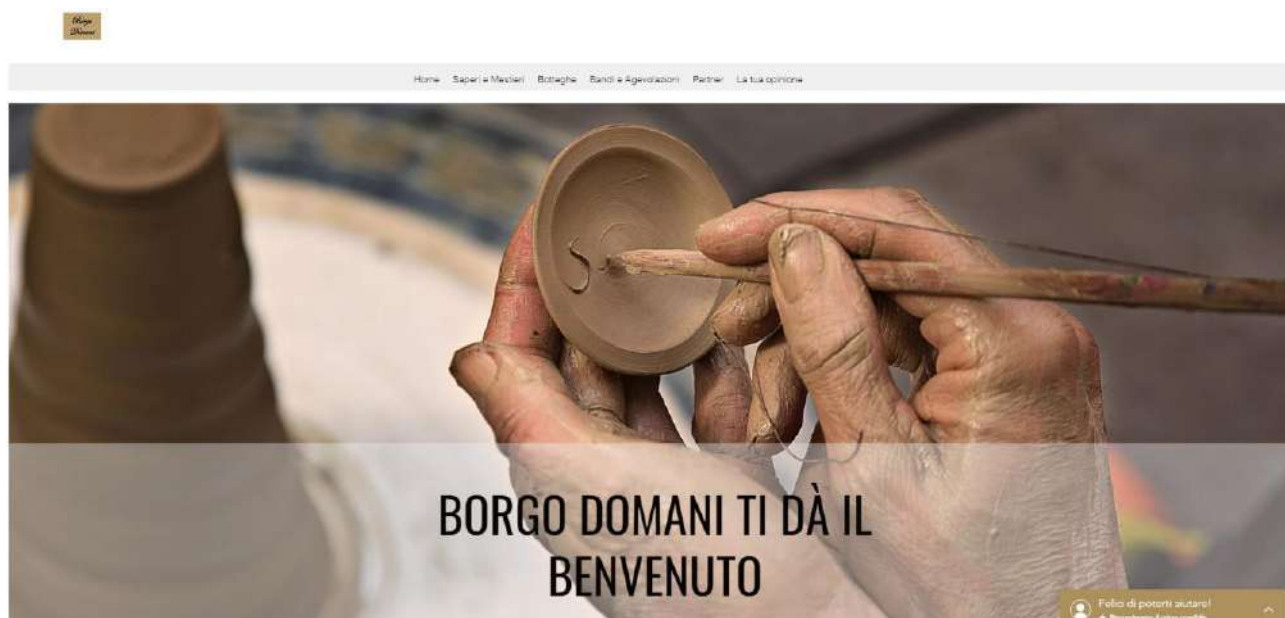 Borgo
Domani
Home Saperi e Mestieri Botteghe Bandi e Agevolazioni Partner La tua opinione
BORGO DOMANI TI DÀ IL
BENVENUTO
Felici di poterti aiutare!